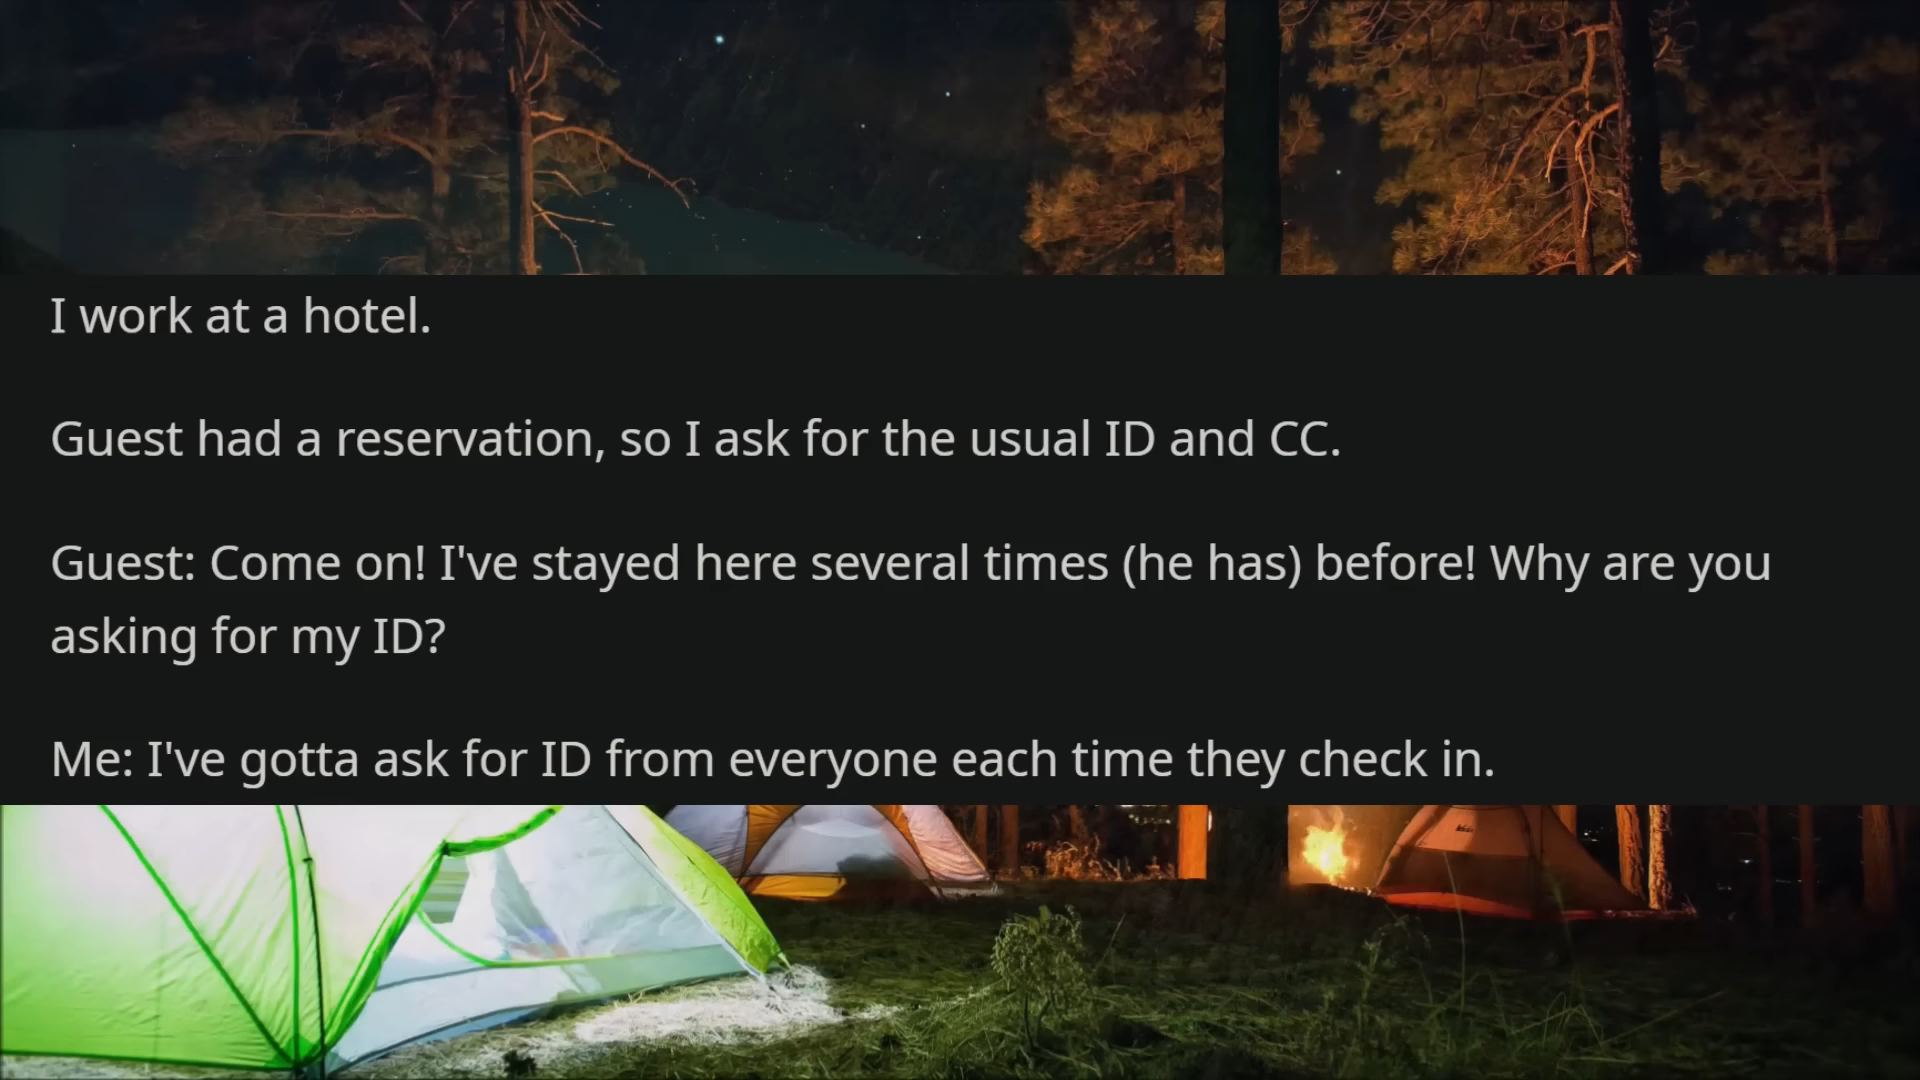 I work at a hotel.
Guest had a reservation, so I ask for the usual ID and CC.
Guest: Come on! I've stayed here several times (he has) before! Why are you
asking for my ID?
Me: I've gotta ask for ID from everyone each time they check in.